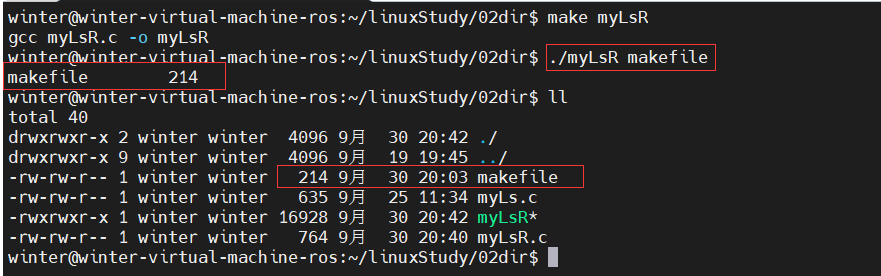 winter@winter-virtual-machine-ros:~/linuxStudy/02dir$ make myLsR
gcc myLsR.c -o myLsR
winter@winter-virtual-machine-ros:~/linuxStudy/02dir$ ./myLsR makefile
makefile        214
winter@winter-virtual-machine-ros:~/linuxStudy/02dir$ ll
total 40
drwxrwxr-x 2 winter winter  4096 9月  30 20:42 ./
drwxrwxr-x 9 winter winter  4096 9月  19 19:45 ../
-rw-rw-r-- 1 winter winter   214 9月  30 20:03 makefile
-rw-rw-r-- 1 winter winter   635 9月  25 11:34 myLs.c
-rwxrwxr-x 1 winter winter 16928 9月  30 20:42 myLsR*
-rw-rw-r-- 1 winter winter   764 9月  30 20:40 myLsR.c
winter@winter-virtual-machine-ros:~/linuxStudy/02dir$